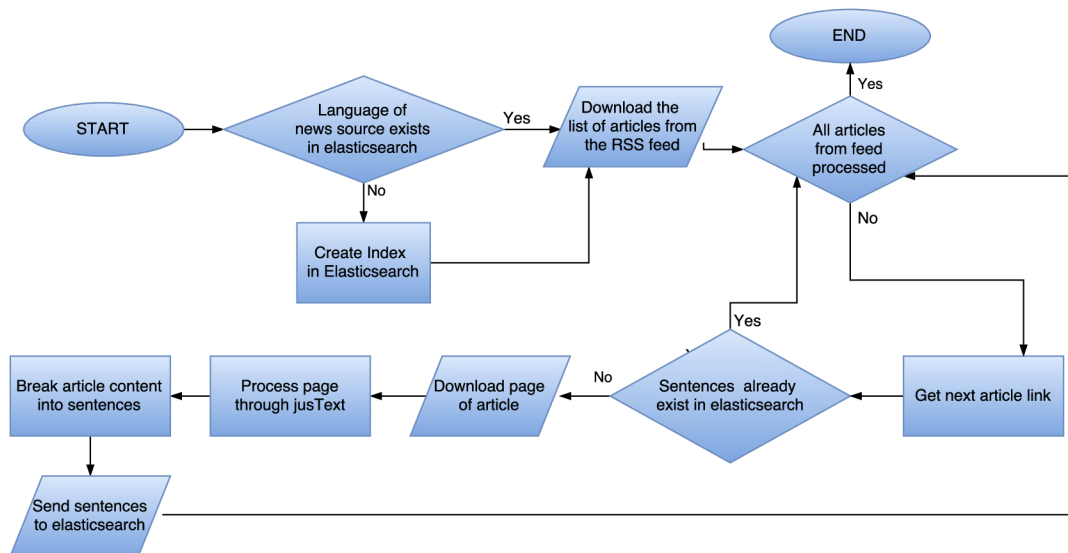 END
Yes
Language of
news source exists
in elasticsearch
START
Yes
Download the
list of articles from
the RSS feed
All articles
from feed
processed
No
No
Create Index
in Elasticsearch
Yes
Break article content
into sentences
Process page
through jusText
Download page
of article
No
Sentences already
exist in elasticsearch
Get next article link
Send sentences
to elasticsearch